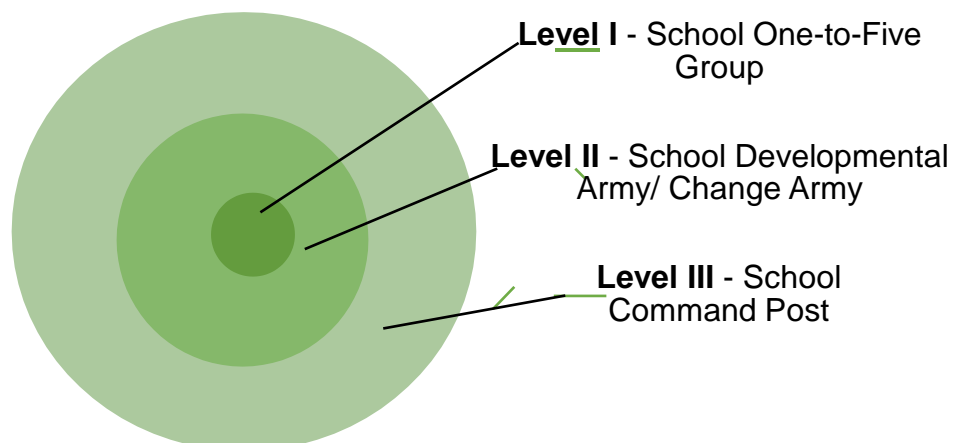 Level I - School One-to-Five
Group
Level II - School Developmental
Army/ Change Army
Level III - School
Command Post